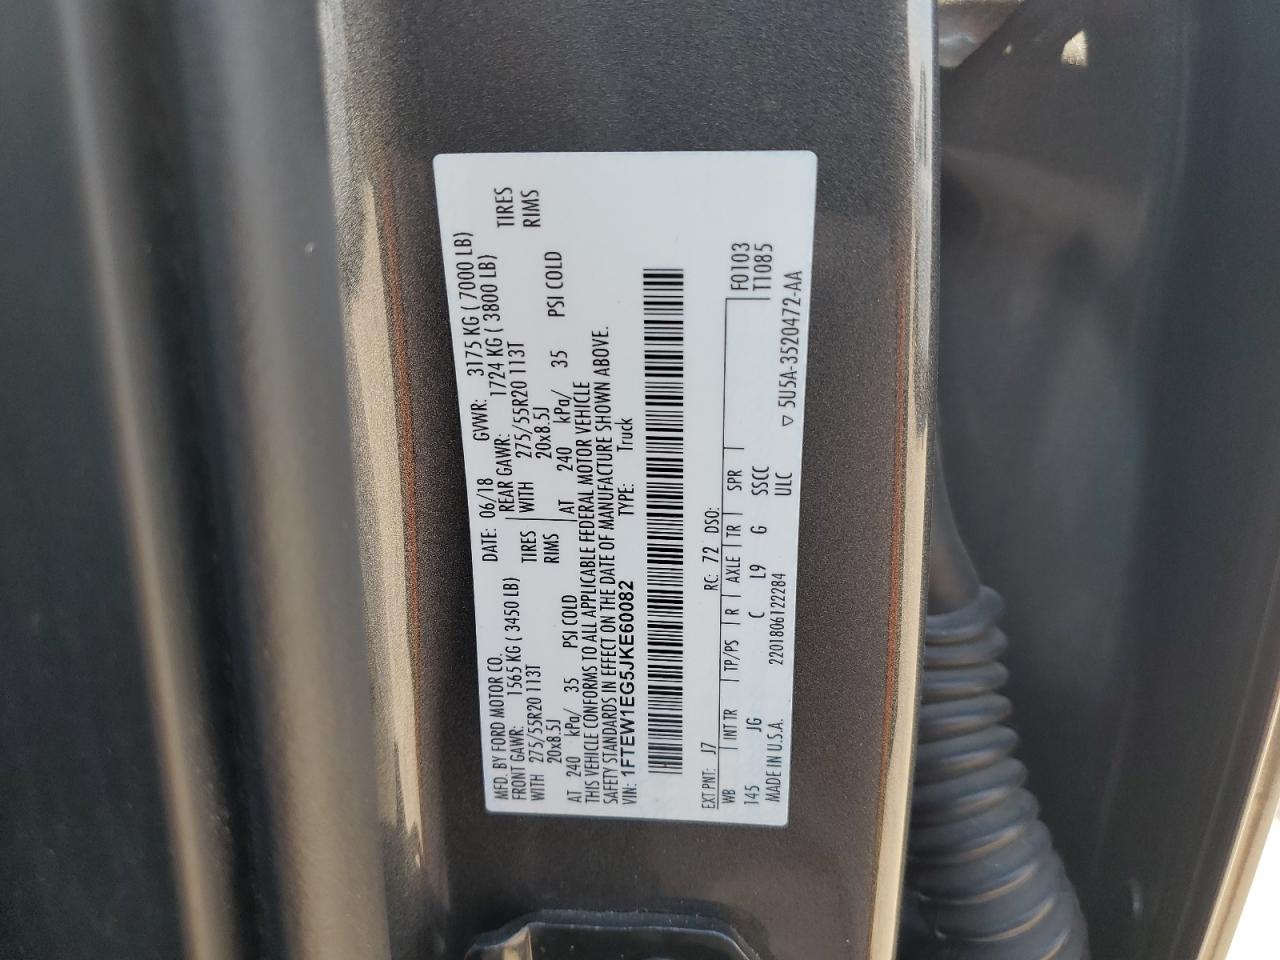 MFD. BY FORD MOTOR CO.
DATE: 06/18 GVWR: 3175 KG ( 7000 LB)
FRONT GAWR: 1565 KG ( 3450 LB)
REAR GAWR: 1724 KG ( 3800 LB)
WITH 275/55R20 113T TIRES
WITH 275/55R20 113T TIRES
20x8.5J RIMS
20x8.5J RIMS
AT 240 kPa/ 35 PSI COLD
AT 240 kPa/ 35 PSI COLD
THIS VEHICLE CONFORMS TO ALL APPLICABLE FEDERAL MOTOR VEHICLE
SAFETY STANDARDS IN EFFECT ON THE DATE OF MANUFACTURE SHOWN ABOVE.
VIN: 1FTEW1EG5JKE60082 TYPE: Truck
EXT PNT: J7 RC: 72 DSO: F0103
WB INT TR TP/PS R AXLE TR SPR T1085
145 JG C L9 G SSCC
MADE IN U.S.A. 2201806122284 ULC ▽ 5U5A-3520472-AA